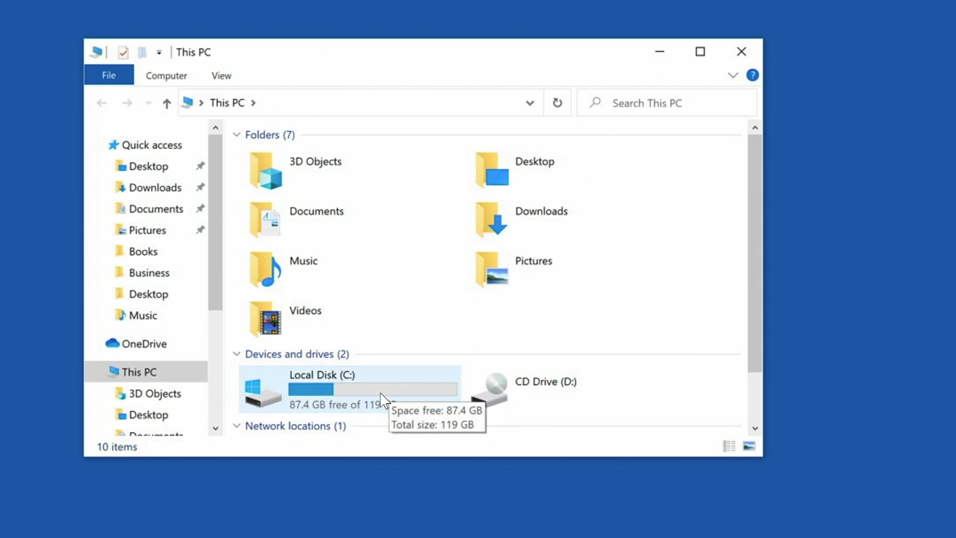 This PC
File Computer View
This PC
Search This PC
Quick access
Desktop
Downloads
Documents
Pictures
Books
Business
Desktop
Music
OneDrive
This PC
3D Objects
Desktop
Folders (7)
3D Objects
Desktop
Documents
Downloads
Music
Pictures
Videos
Devices and drives (2)
Local Disk (C:)
87.4 GB free of 119
CD Drive (D:)
Space free: 87.4 GB
Total size: 119 GB
Network locations (1)
10 items